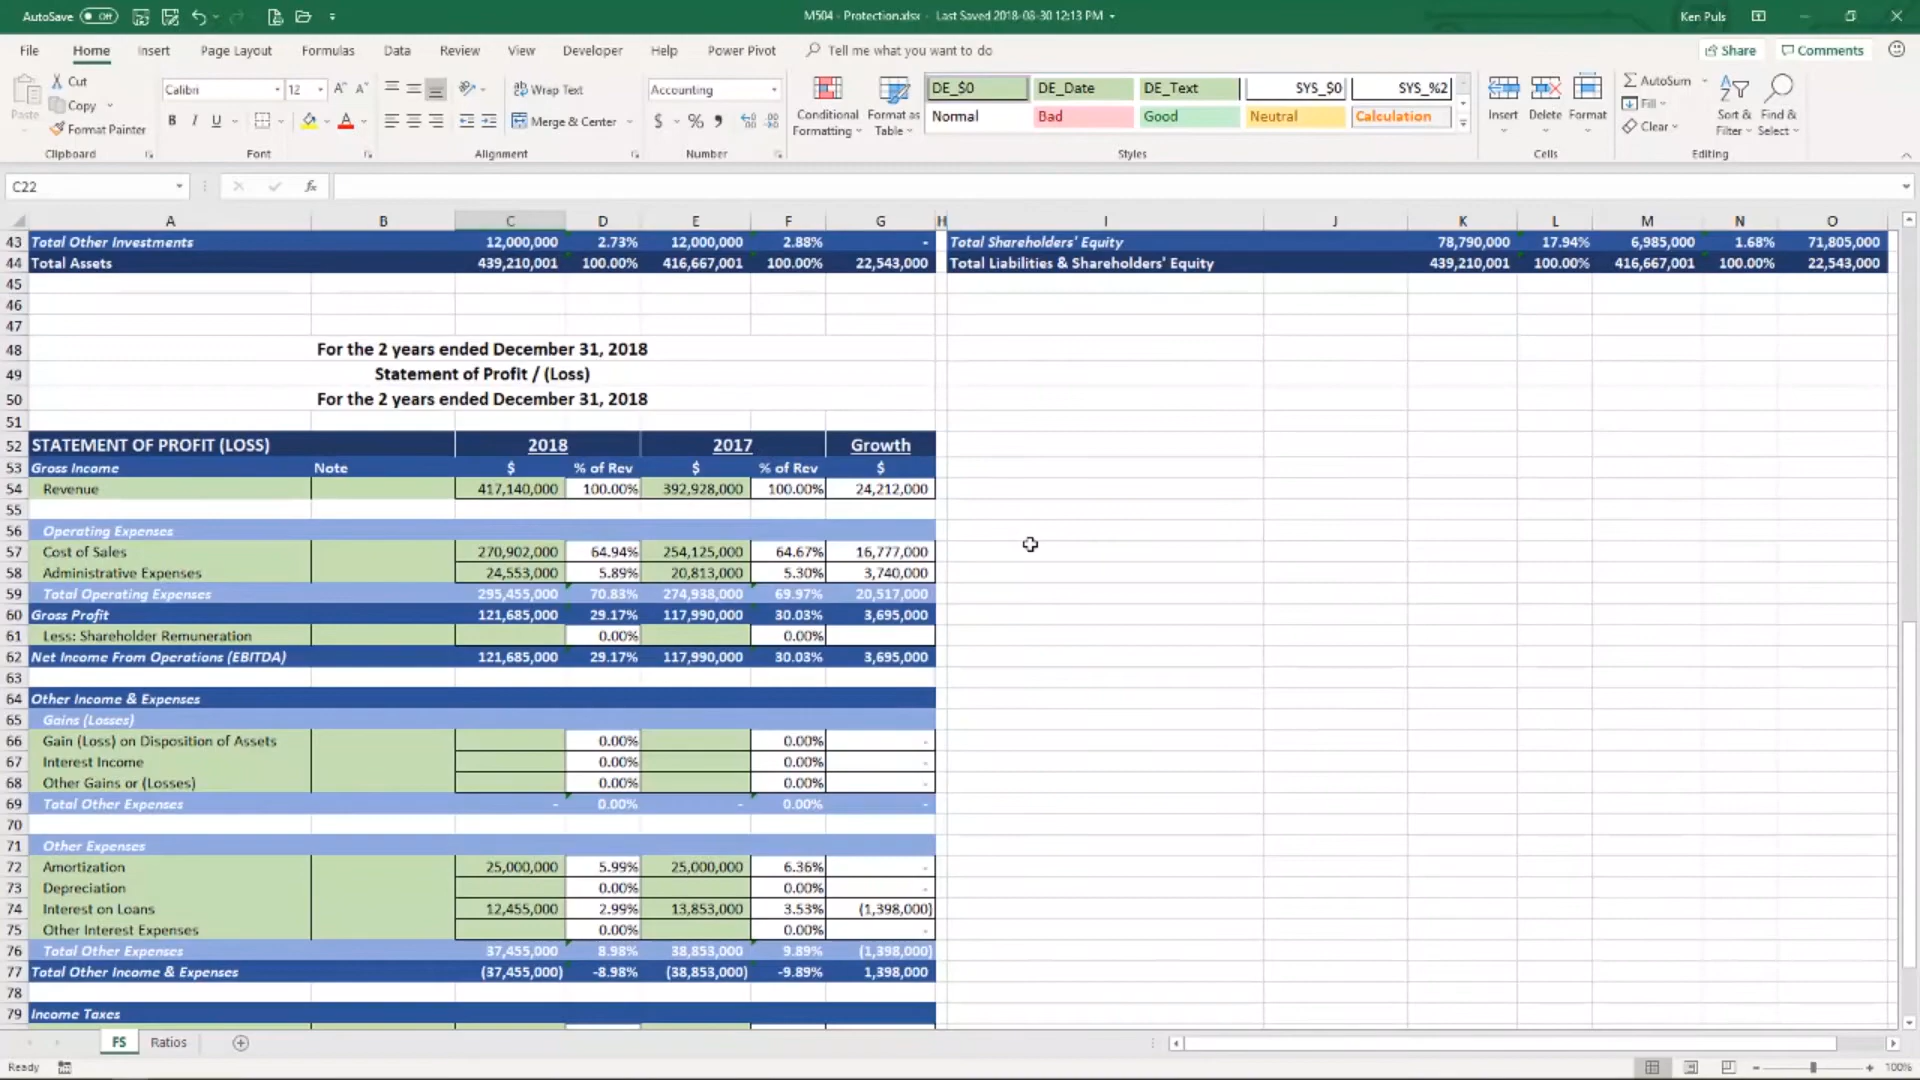 AutoSave Off M504 - Protection.xlsx - Last Saved 2018-08-30 12:13 PM Ken Puls
File Home Insert Page Layout Formulas Data Review View Developer Help Power Pivot Tell me what you want to do Share Comments
Paste Cut Copy Format Painter
Calibri 12 B I U A
Wrap Text Merge & Center
Accounting $ % ,
Conditional Formatting Format as Table
DE_$0 DE_Date DE_Text SYS_$0 SYS_%2
Normal Bad Good Neutral Calculation
Insert Delete Format
AutoSum Fill Clear Sort & Filter Find & Select
Clipboard Font Alignment Number Styles Cells Editing
C22 fx
A B C D E F G H I J K L M N O
43 Total Other Investments 12,000,000 2.73% 12,000,000 2.88% - Total Shareholders' Equity 78,790,000 17.94% 6,985,000 1.68% 71,805,000
44 Total Assets 439,210,001 100.00% 416,667,001 100.00% 22,543,000 Total Liabilities & Shareholders' Equity 439,210,001 100.00% 416,667,001 100.00% 22,543,000
45
46
47
48 For the 2 years ended December 31, 2018
49 Statement of Profit / (Loss)
50 For the 2 years ended December 31, 2018
51
52 STATEMENT OF PROFIT (LOSS) 2018 2017 Growth
53 Gross Income Note $ % of Rev $ % of Rev $
54 Revenue 417,140,000 100.00% 392,928,000 100.00% 24,212,000
55
56 Operating Expenses
57 Cost of Sales 270,902,000 64.94% 254,125,000 64.67% 16,777,000
58 Administrative Expenses 24,553,000 5.89% 20,813,000 5.30% 3,740,000
59 Total Operating Expenses 295,455,000 70.83% 274,938,000 69.97% 20,517,000
60 Gross Profit 121,685,000 29.17% 117,990,000 30.03% 3,695,000
61 Less: Shareholder Remuneration 0.00% 0.00%
62 Net Income From Operations (EBITDA) 121,685,000 29.17% 117,990,000 30.03% 3,695,000
63
64 Other Income & Expenses
65 Gains (Losses)
66 Gain (Loss) on Disposition of Assets 0.00% 0.00% -
67 Interest Income 0.00% 0.00% -
68 Other Gains or (Losses) 0.00% 0.00% -
69 Total Other Expenses - 0.00% - 0.00% -
70
71 Other Expenses
72 Amortization 25,000,000 5.99% 25,000,000 6.36% -
73 Depreciation 0.00% 0.00% -
74 Interest on Loans 12,455,000 2.99% 13,853,000 3.53% (1,398,000)
75 Other Interest Expenses 0.00% 0.00% -
76 Total Other Expenses 37,455,000 8.98% 38,853,000 9.89% (1,398,000)
77 Total Other Income & Expenses (37,455,000) -8.98% (38,853,000) -9.89% 1,398,000
78
79 Income Taxes
FS Ratios
Ready 100%